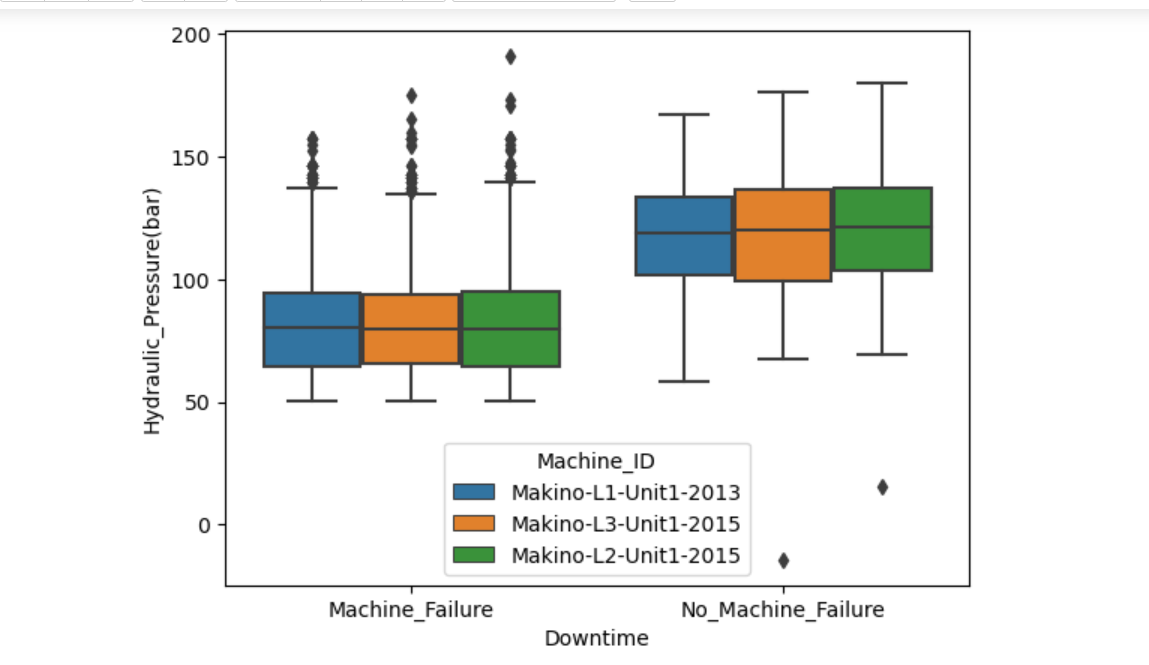 200
150
100
50
0
Hydraulic_Pressure(bar)
Machine_ID
Makino-L1-Unit1-2013
Makino-L3-Unit1-2015
Makino-L2-Unit1-2015
Machine_Failure
No_Machine_Failure
Downtime